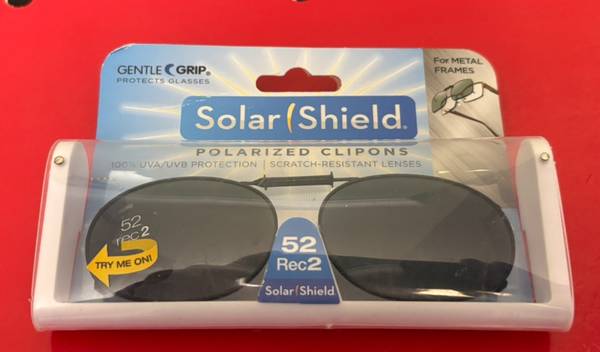 GENTLE GRIP®
PROTECTS GLASSES
For METAL
FRAMES
Solar Shield®
POLARIZED CLIPONS
100% UVA/UVB PROTECTION | SCRATCH-RESISTANT LENSES
52
rec2
TRY ME ON!
52
Rec2
Solar Shield